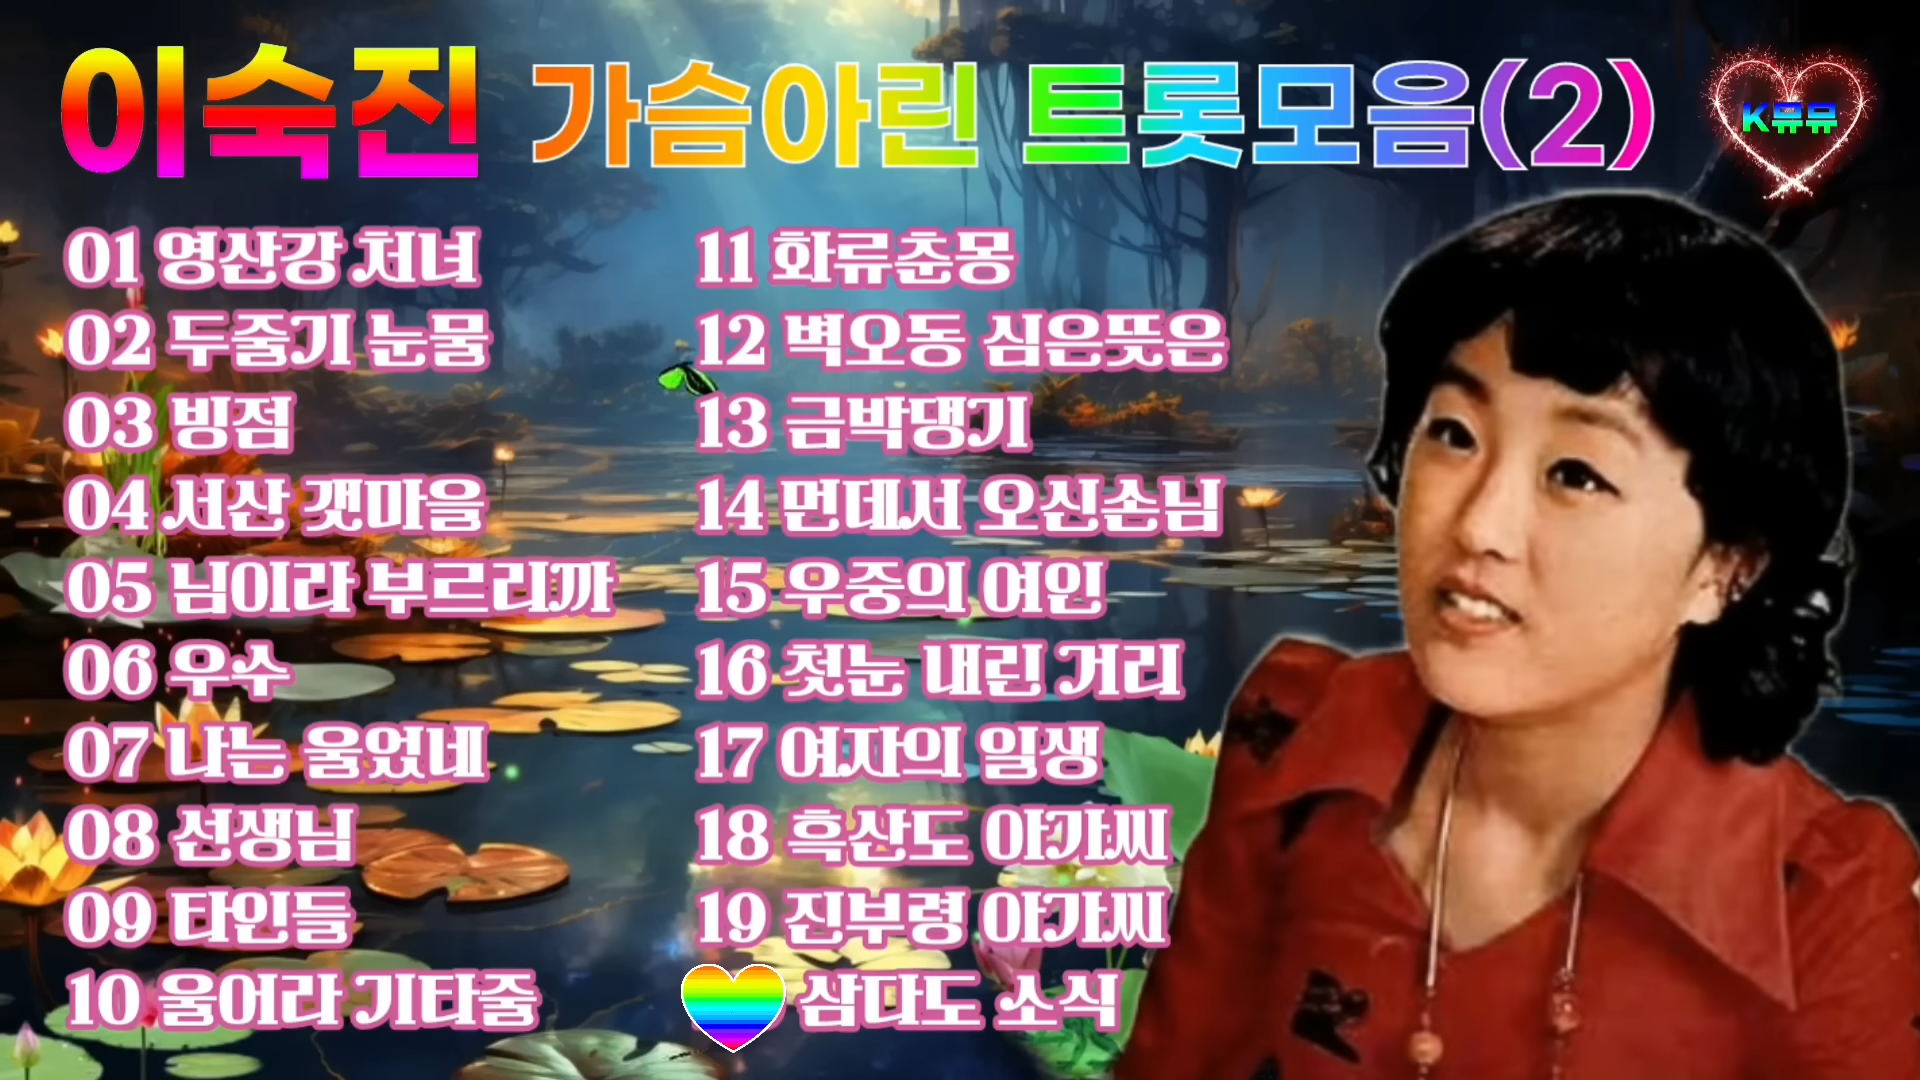 이숙진 가슴아린 트롯모음(2)
K뮤뮤
01 영산강 처녀
02 두줄기 눈물
03 빙점
04 서산 갯마을
05 님이라 부르리까
06 우수
07 나는 울었네
08 선생님
09 타인들
10 울어라 기타줄
11 화류춘몽
12 벽오동 심은뜻은
13 금박댕기
14 먼데서 오신손님
15 우중의 여인
16 첫눈 내린 거리
17 여자의 일생
18 흑산도 아가씨
19 진부령 아가씨
삼다도 소식